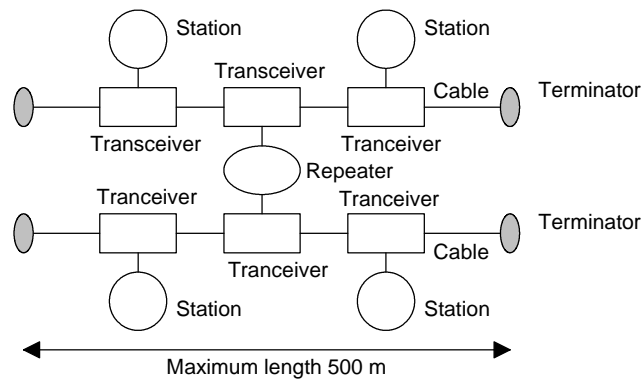 Station
Station
Transceiver
Cable
Terminator
Transceiver
Tranceiver
Repeater
Tranceiver
Tranceiver
Terminator
Tranceiver
Cable
Station
Station
Maximum length 500 m